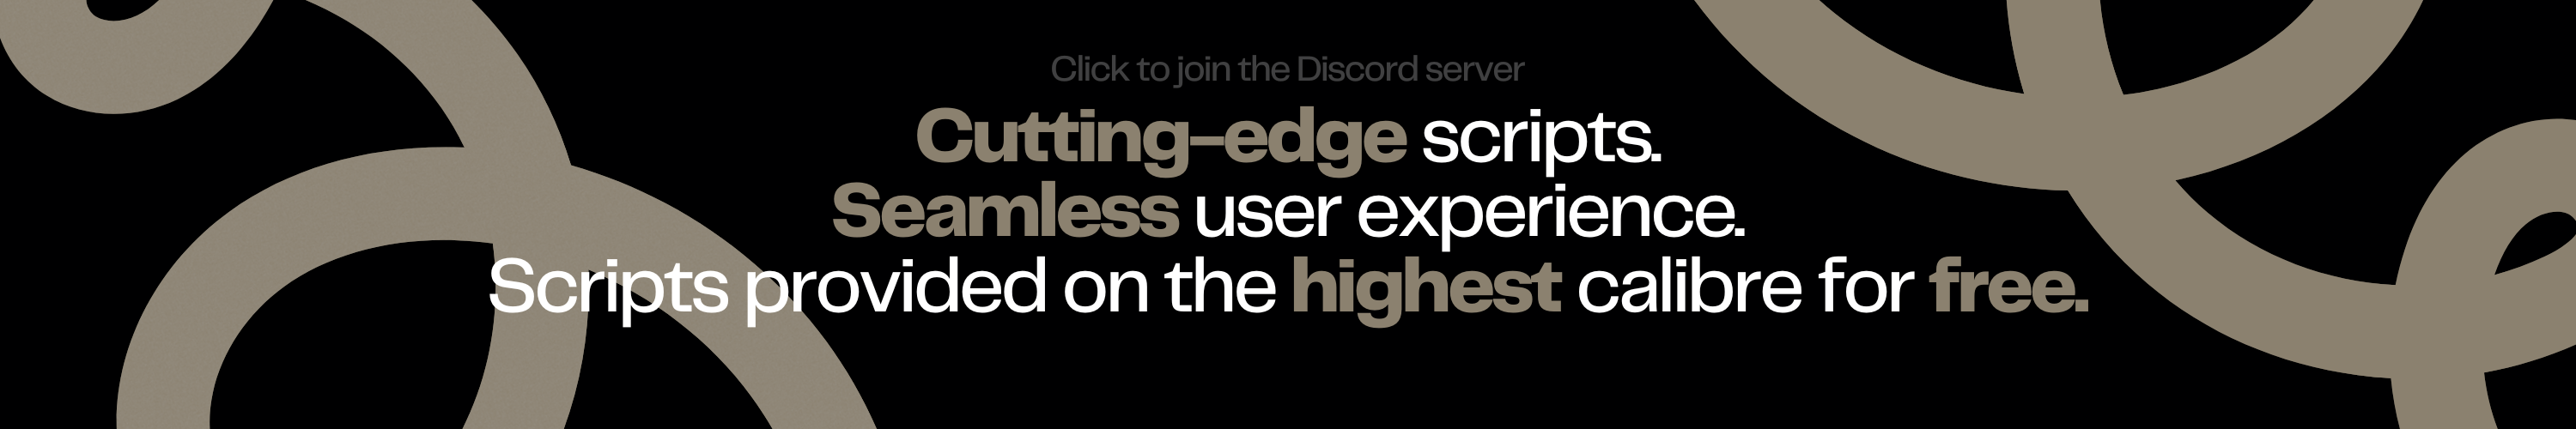 Click to join the Discord server
Cutting–edge scripts.
Seamless user experience.
Scripts provided on the highest calibre for free.